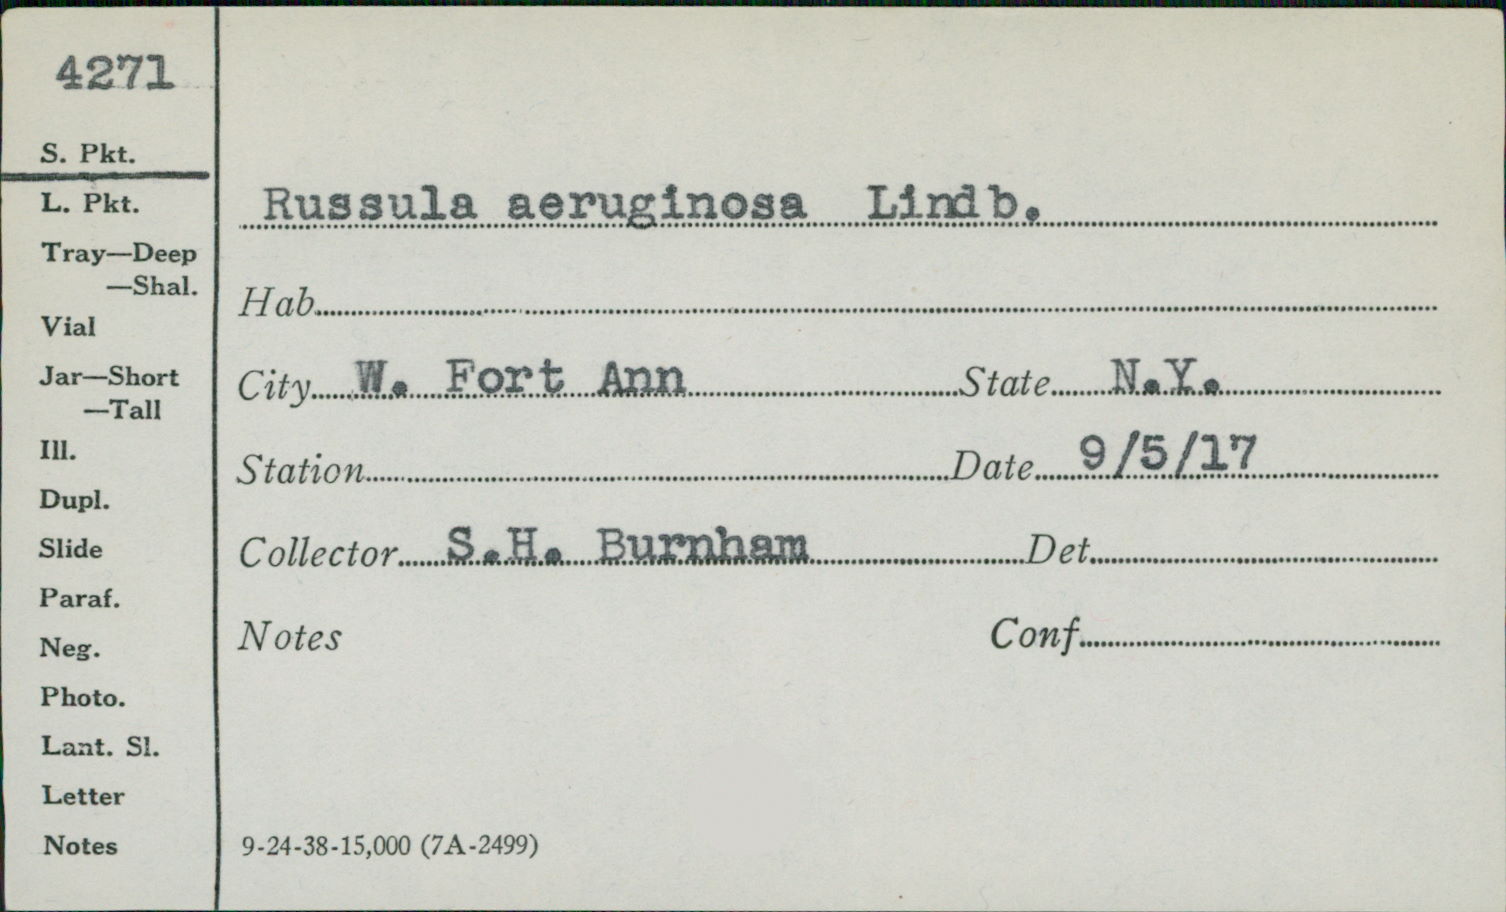 4271
S. Pkt.
L. Pkt.
Tray—Deep
—Shal.
Vial
Jar—Short
—Tall
Ill.
Dupl.
Slide
Paraf.
Neg.
Photo.
Lant. Sl.
Letter
Notes
Russula aeruginosa Lindb.
Hab
City W. Fort Ann State N.Y.
Station Date 9/5/17
Collector S.H. Burnham Det.
Notes Conf.
9-24-38-15,000 (7A-2499)